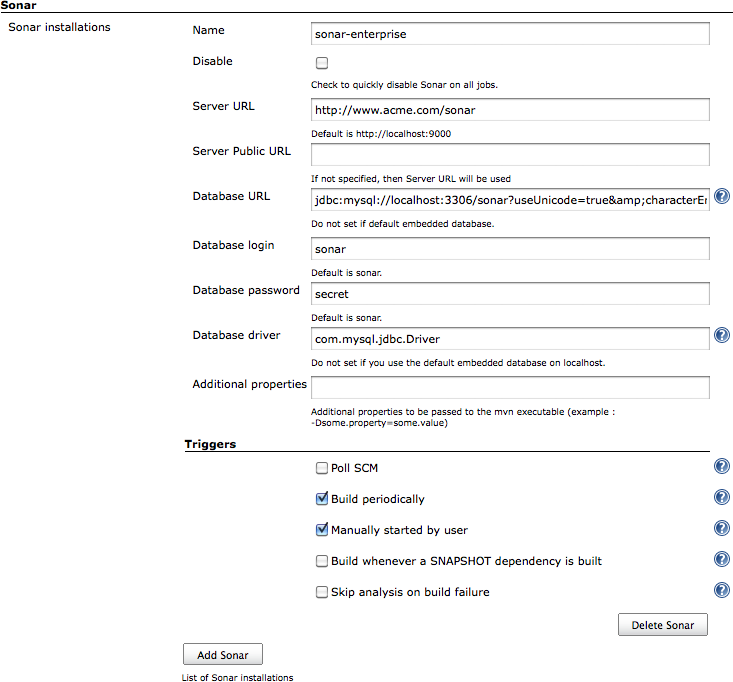 Sonar
Sonar installations
Name
sonar-enterprise
Disable
Check to quickly disable Sonar on all jobs.
Server URL
http://www.acme.com/sonar
Default is http://localhost:9000
Server Public URL
If not specified, then Server URL will be used
Database URL
jdbc:mysql://localhost:3306/sonar?useUnicode=true&amp;characterEr
Do not set if default embedded database.
Database login
sonar
Default is sonar.
Database password
secret
Default is sonar.
Database driver
com.mysql.jdbc.Driver
Do not set if you use the default embedded database on localhost.
Additional properties
Additional properties to be passed to the mvn executable (example :
-Dsome.property=some.value)
Triggers
Poll SCM
Build periodically
Manually started by user
Build whenever a SNAPSHOT dependency is built
Skip analysis on build failure
Delete Sonar
Add Sonar
List of Sonar installations